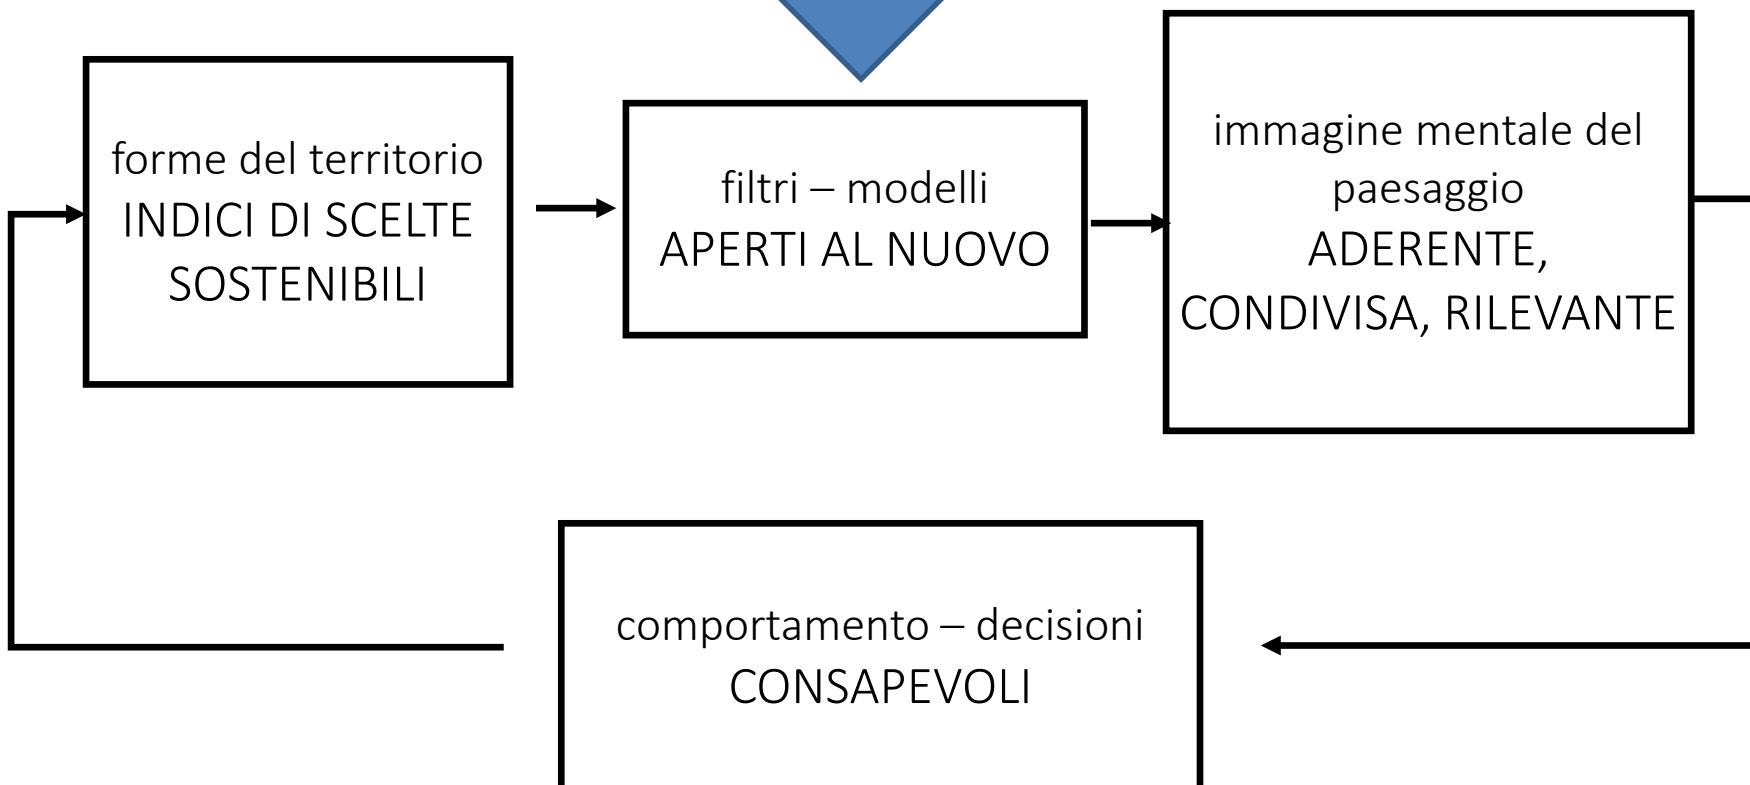 forme del territorio
INDICI DI SCELTE
SOSTENIBILI
filtri – modelli
APERTI AL NUOVO
immagine mentale del
paesaggio
ADERENTE,
CONDIVISA, RILEVANTE
comportamento – decisioni
CONSAPEVOLI